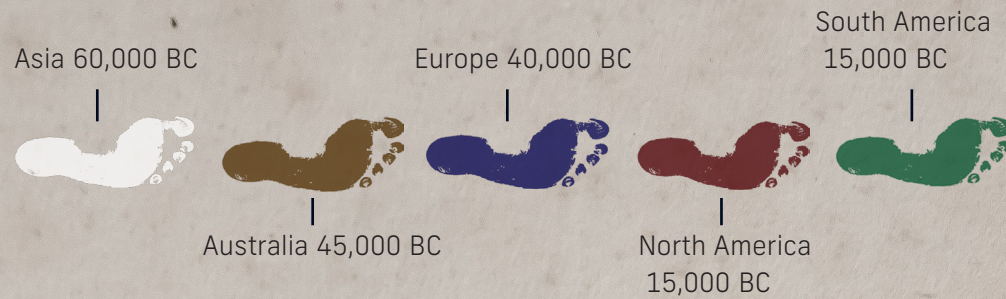 Asia 60,000 BC
Australia 45,000 BC
Europe 40,000 BC
North America
15,000 BC
South America
15,000 BC